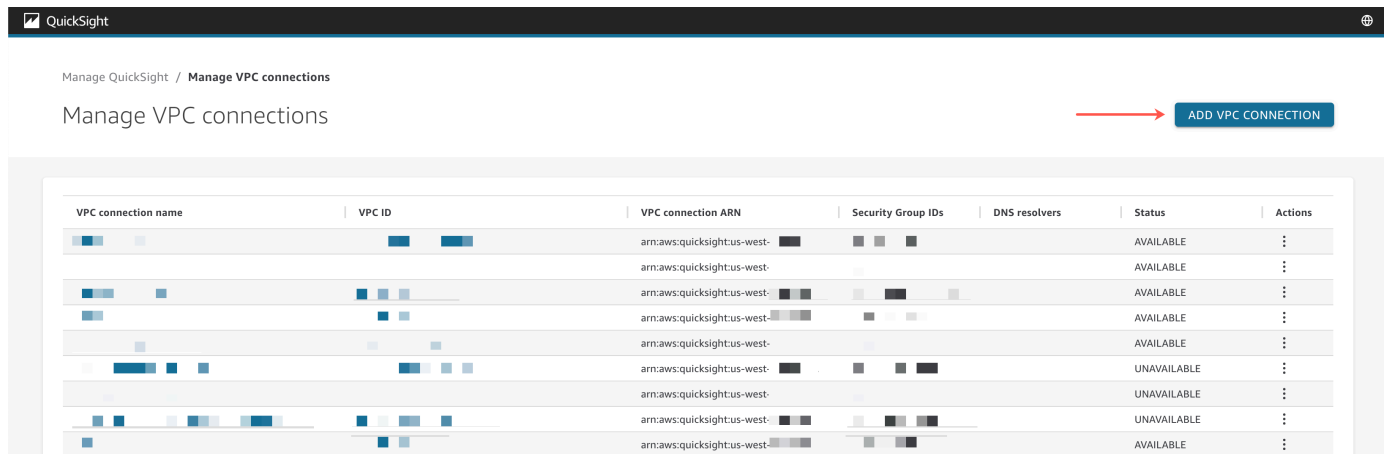 QuickSight
Manage QuickSight / Manage VPC connections
Manage VPC connections
ADD VPC CONNECTION
VPC connection name VPC ID VPC connection ARN Security Group IDs DNS resolvers Status Actions
arn:aws:quicksight:us-west- AVAILABLE
arn:aws:quicksight:us-west- AVAILABLE
arn:aws:quicksight:us-west- AVAILABLE
arn:aws:quicksight:us-west- AVAILABLE
arn:aws:quicksight:us-west- AVAILABLE
arn:aws:quicksight:us-west- UNAVAILABLE
arn:aws:quicksight:us-west- UNAVAILABLE
arn:aws:quicksight:us-west- UNAVAILABLE
arn:aws:quicksight:us-west- AVAILABLE